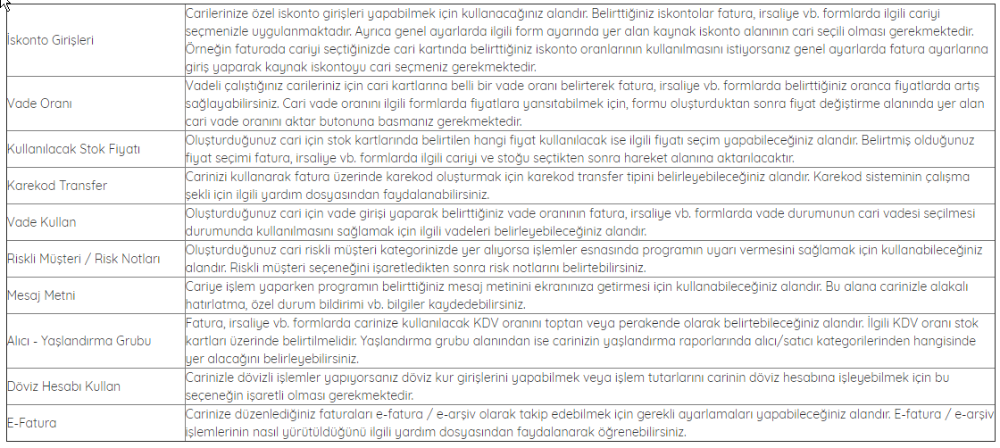 İskonto Girişleri
Carilerinize özel iskonto girişleri yapabilmek için kullanacağınız alandır. Belirttiğiniz iskontolar fatura, irsaliye vb. formlarda ilgili cariyi
seçmenizle uygulanmaktadır. Ayrıca genel ayarlarda ilgili form ayarında yer alan kaynak iskonto alanının cari seçili olması gerekmektedir.
Örneğin faturada cariyi seçtiğinizde cari kartında belirttiğiniz iskonto oranlarının kullanılmasını istiyorsanız genel ayarlarda fatura ayarlarına
giriş yaparak kaynak iskontoyu cari seçmeniz gerekmektedir.
Vade Oranı
Vadeli çalıştığınız carileriniz için cari kartlarına belli bir vade oranı belirterek fatura, irsaliye vb. formlarda belirttiğiniz oranca fiyatlarda artış
sağlayabilirsiniz. Cari vade oranını ilgili formlarda fiyatlara yansıtabilmek için, formu oluşturduktan sonra fiyat değiştirme alanında yer alan
cari vade oranını aktar butonuna basmanız gerekmektedir.
Kullanılacak Stok Fiyatı
Oluşturduğunuz cari için stok kartlarında belirtilen hangi fiyat kullanılacak ise ilgili fiyatı seçim yapabileceğiniz alandır. Belirtmiş olduğunuz
fiyat seçimi fatura, irsaliye vb. formlarda ilgili cariyi ve stoğu seçtikten sonra hareket alanına aktarılacaktır.
Karekod Transfer
Carinizi kullanarak fatura üzerinde karekod oluşturmak için karekod transfer tipini belirleyebileceğiniz alandır. Karekod sisteminin çalışma
şekli için ilgili yardım dosyasından faydalanabilirsiniz.
Vade Kullan
Oluşturduğunuz cari için vade girişi yaparak belirttiğiniz vade oranının fatura, irsaliye vb. formlarda vade durumunun cari vadesi seçilmesi
durumunda kullanılmasını sağlamak için ilgili vadeleri belirleyebileceğiniz alandır.
Riskli Müşteri / Risk Notları
Oluşturduğunuz cari riskli müşteri kategorinizde yer alıyorsa işlemler esnasında programın uyarı vermesini sağlamak için kullanabileceğiniz
alandır. Riskli müşteri seçeneğini işaretledikten sonra risk notlarını belirtebilirsiniz.
Mesaj Metni
Cariye işlem yaparken programın belirttiğiniz mesaj metinini ekranınıza getirmesi için kullanabileceğiniz alandır. Bu alana carinizle alakalı
hatırlatma, özel durum bildirimi vb. bilgiler kaydedebilirsiniz.
Alıcı - Yaşlandırma Grubu
Fatura, irsaliye vb. formlarda carinize kullanılacak KDV oranını toptan veya perakende olarak belirtebileceğiniz alandır. İlgili KDV oranı stok
kartları üzerinde belirtilmelidir. Yaşlandırma grubu alanından ise carinizin yaşlandırma raporlarında alıcı/satıcı kategorilerinden hangisinde
yer alacağını belirleyebilirsiniz.
Döviz Hesabı Kullan
Carinizle dövizli işlemler yapıyorsanız döviz kur girişlerini yapabilmek veya işlem tutarlarını carinin döviz hesabına işleyebilmek için bu
seçeneğin işaretli olması gerekmektedir.
E-Fatura
Carinize düzenlediğiniz faturaları e-fatura / e-arşiv olarak takip edebilmek için gerekli ayarlamaları yapabileceğiniz alandır. E-fatura / e-arşiv
işlemlerinin nasıl yürütüldüğünü ilgili yardım dosyasından faydalanarak öğrenebilirsiniz.